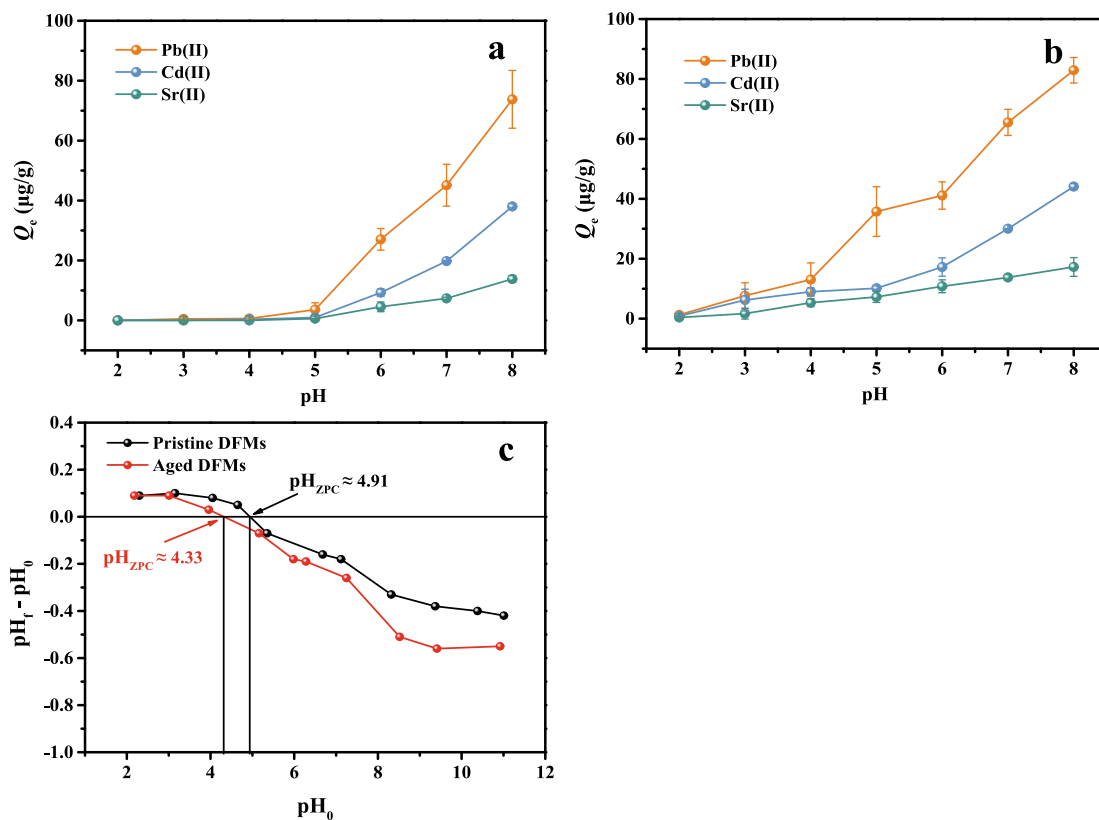 a
Pb(II)
Cd(II)
Sr(II)
Qe (μg/g)
100
80
60
40
20
0
2 3 4 5 6 7 8
pH
b
Pb(II)
Cd(II)
Sr(II)
Qe (μg/g)
100
80
60
40
20
0
2 3 4 5 6 7 8
pH
c
Pristine DFMs
Aged DFMs
pHZPC ≈ 4.91
pHZPC ≈ 4.33
pHf - pH0
0.4
0.2
0.0
-0.2
-0.4
-0.6
-0.8
-1.0
2 4 6 8 10 12
pH0